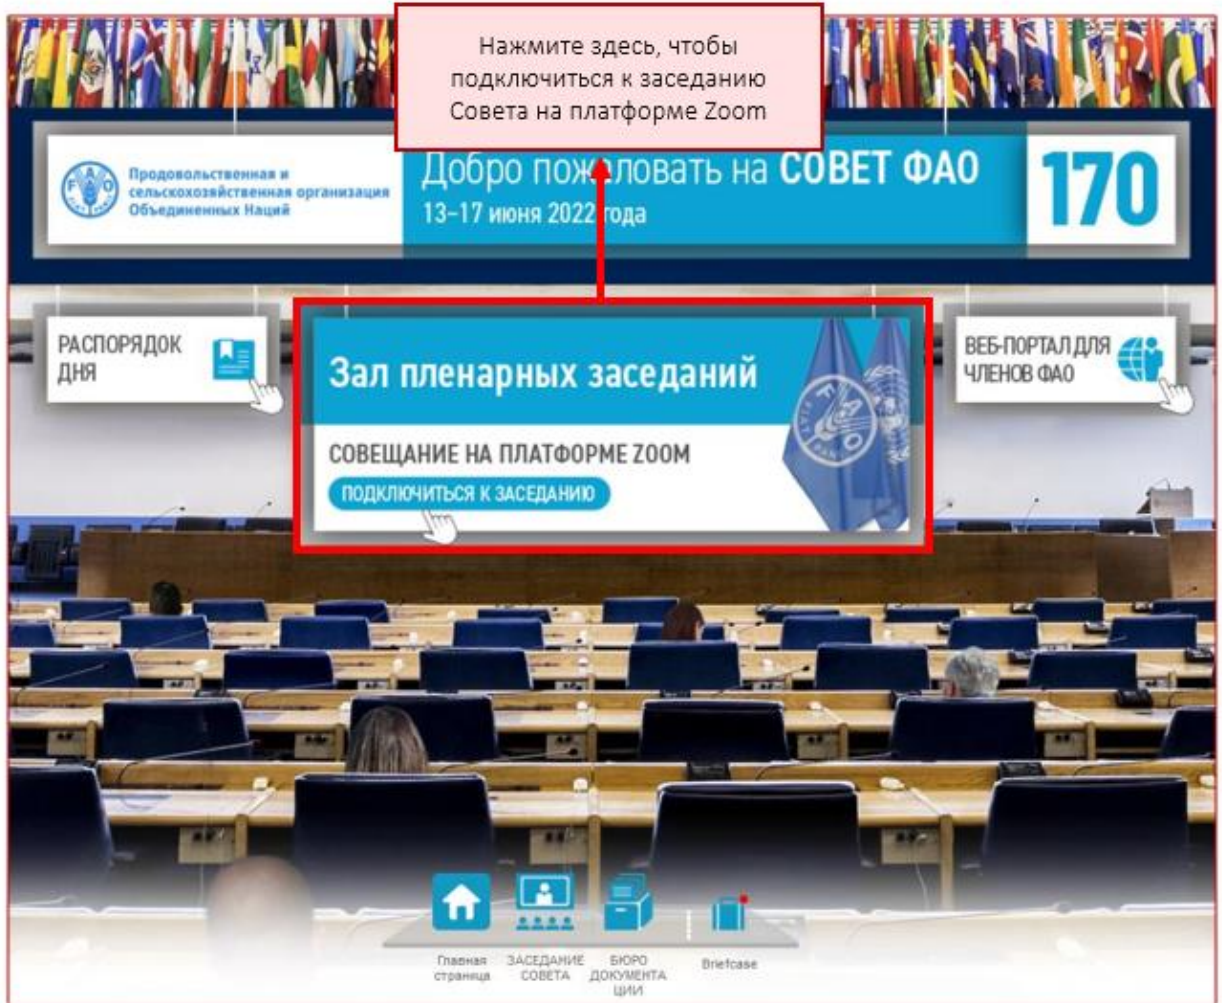 Нажмите здесь, чтобы
подключиться к заседанию
Совета на платформе Zoom
Продовольственная и
сельскохозяйственная организация
Объединенных Наций
Добро пожаловать на СОВЕТ ФАО
13–17 июня 2022 года
170
РАСПОРЯДОК
ДНЯ
Зал пленарных заседаний
СОВЕЩАНИЕ НА ПЛАТФОРМЕ ZOOM
ПОДКЛЮЧИТЬСЯ К ЗАСЕДАНИЮ
ВЕБ-ПОРТАЛ ДЛЯ
ЧЛЕНОВ ФАО
Главная
страница
ЗАСЕДАНИЕ
СОВЕТА
БЮРО
ДОКУМЕНТА
ЦИИ
Briefcase